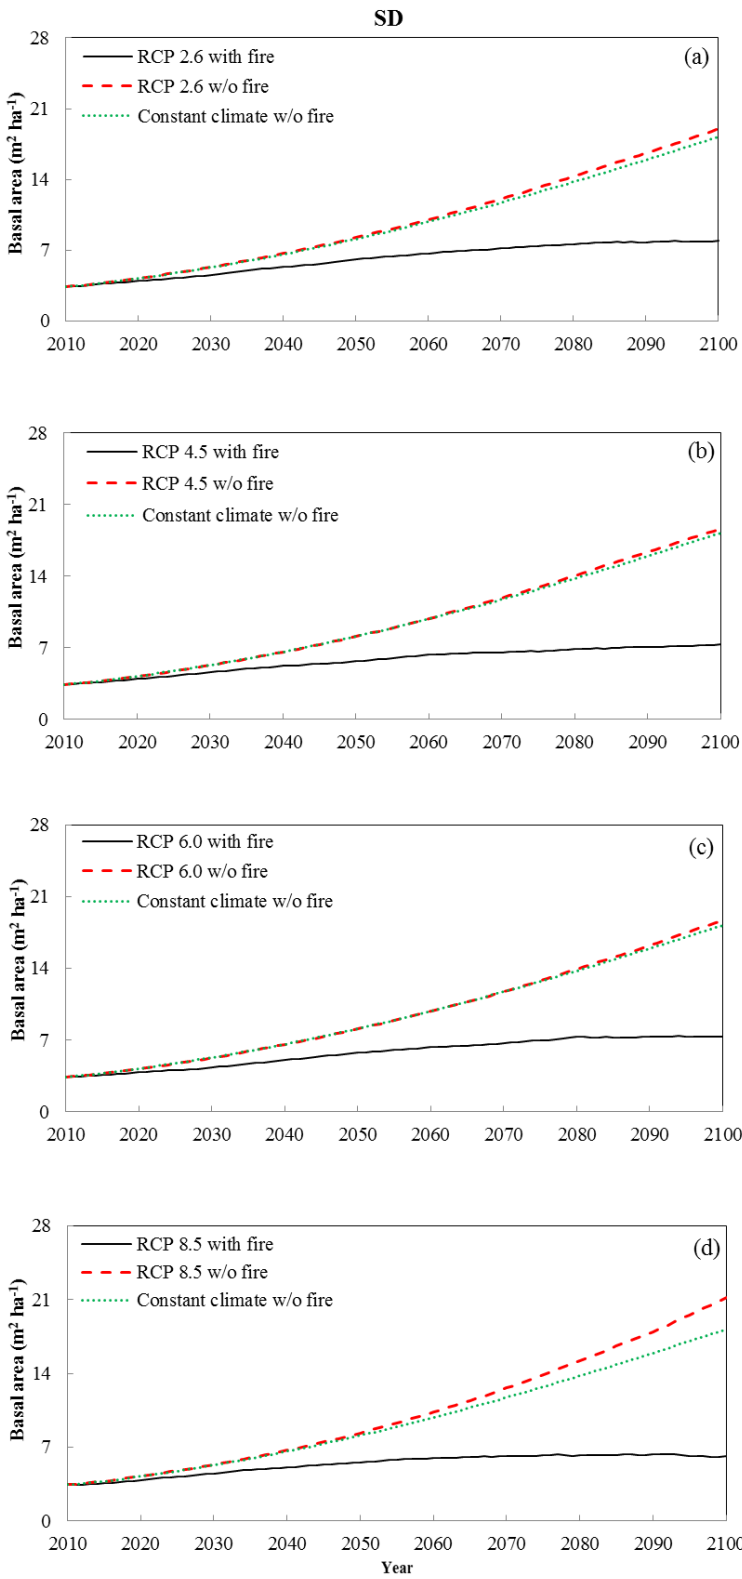 SD
28
21
14
7
0
Basal area (m² ha⁻¹)
RCP 2.6 with fire
RCP 2.6 w/o fire
Constant climate w/o fire
(a)
2010 2020 2030 2040 2050 2060 2070 2080 2090 2100
28
21
14
7
0
Basal area (m² ha⁻¹)
RCP 4.5 with fire
RCP 4.5 w/o fire
Constant climate w/o fire
(b)
2010 2020 2030 2040 2050 2060 2070 2080 2090 2100
28
21
14
7
0
Basal area (m² ha⁻¹)
RCP 6.0 with fire
RCP 6.0 w/o fire
Constant climate w/o fire
(c)
2010 2020 2030 2040 2050 2060 2070 2080 2090 2100
28
21
14
7
0
Basal area (m² ha⁻¹)
RCP 8.5 with fire
RCP 8.5 w/o fire
Constant climate w/o fire
(d)
2010 2020 2030 2040 2050 2060 2070 2080 2090 2100
Year